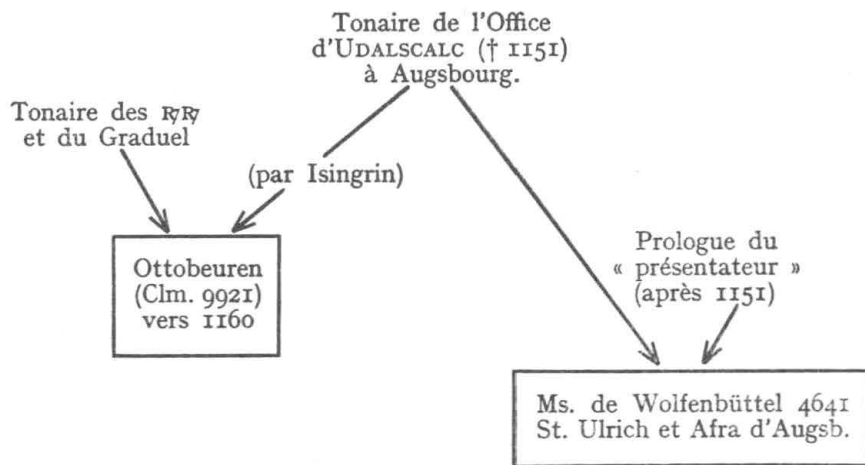 Tonaire de l'Office
d'UDALSCALC († 1151)
à Augsbourg.
Tonaire des ℟℟
et du Graduel
(par Isingrin)
Ottobeuren
(Clm. 9921)
vers 1160
Prologue du
« présentateur »
(après 1151)
Ms. de Wolfenbüttel 4641
St. Ulrich et Afra d'Augsb.